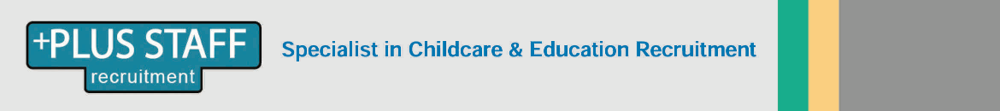 +PLUS STAFF
recruitment
Specialist in Childcare & Education Recruitment